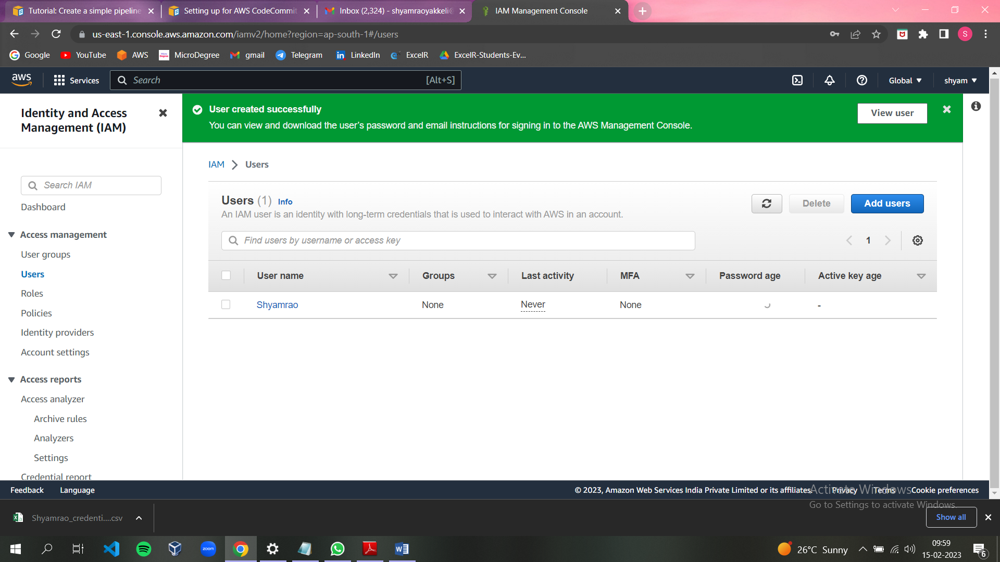 Tutorial: Create a simple pipeline
Setting up for AWS CodeCommit
Inbox (2,324) - shyamraoyakkeli@
IAM Management Console
us-east-1.console.aws.amazon.com/iamv2/home?region=ap-south-1#/users
S
Google
YouTube
AWS
MicroDegree
gmail
Telegram
LinkedIn
ExcelR
ExcelR-Students-Ev...
aws
Services
Search
[Alt+S]
Global
shyam
Identity and Access
Management (IAM)
Search IAM
Dashboard
Access management
User groups
Users
Roles
Policies
Identity providers
Account settings
Access reports
Access analyzer
Archive rules
Analyzers
Settings
Credential report
User created successfully
You can view and download the user's password and email instructions for signing in to the AWS Management Console.
View user
IAM
Users
Users (1) Info
An IAM user is an identity with long-term credentials that is used to interact with AWS in an account.
Delete
Add users
Find users by username or access key
1
User name
Groups
Last activity
MFA
Password age
Active key age
Shyamrao
None
Never
None
-
Feedback
Language
© 2023, Amazon Web Services India Private Limited or its affiliates.
Privacy
Terms
Cookie preferences
Activate Windows
Go to Settings to activate Windows.
Shyamrao_credenti....csv
Show all
zoom
26°C Sunny
09:59
15-02-2023
6